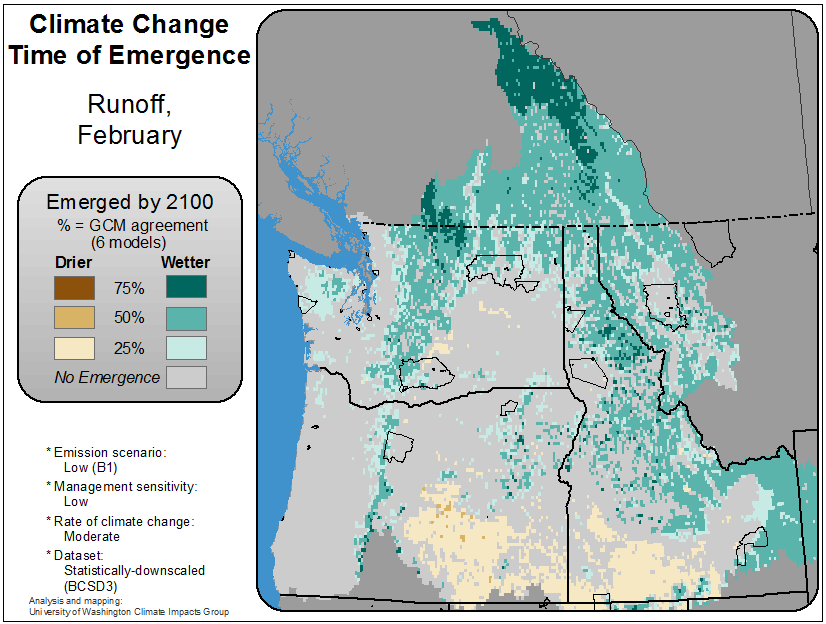 Climate Change
Time of Emergence
Runoff,
February
Emerged by 2100
% = GCM agreement
(6 models)
Drier Wetter
75%
50%
25%
No Emergence
* Emission scenario:
Low (B1)
* Management sensitivity:
Low
* Rate of climate change:
Moderate
* Dataset:
Statistically-downscaled
(BCSD3)
Analysis and mapping:
University of Washington Climate Impacts Group